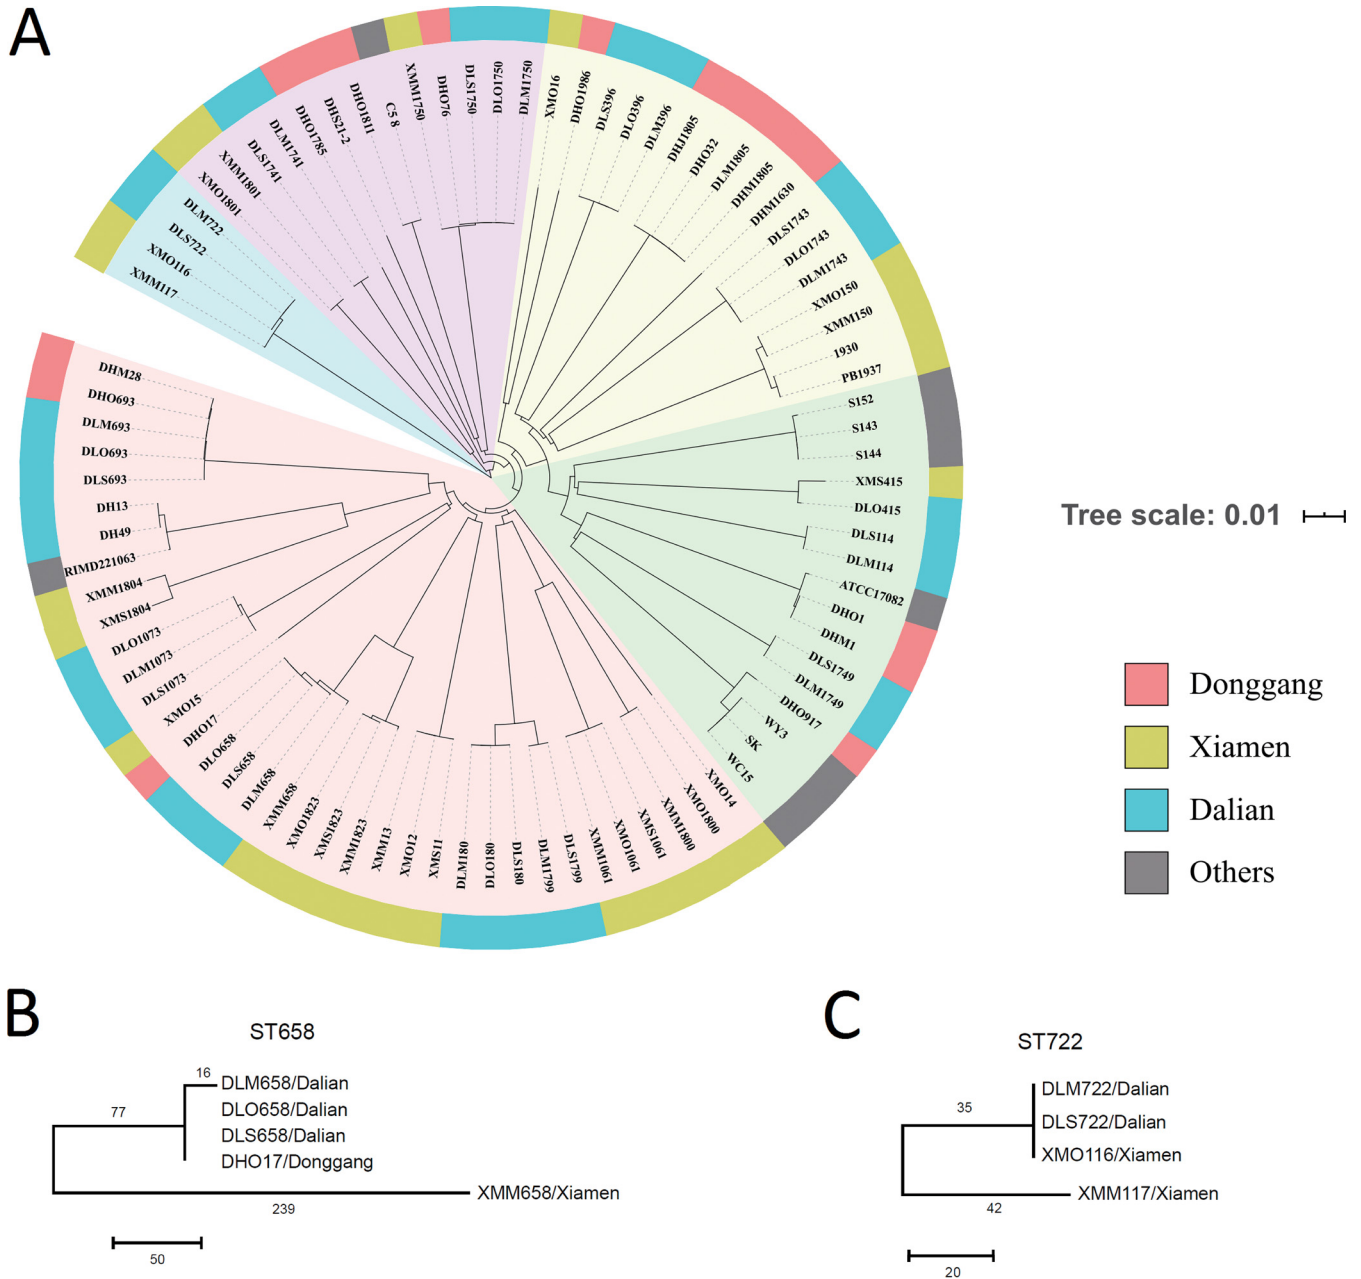 A
XMM117
XMO116
DLS722
DLM722
XMO1801
XMM1801
DLS1741
DLM1741
DHO1785
DHS21-2
DHO1811
C5 8
XMM1750
DHO76
DLS1750
DLO1750
DLM1750
XMO16
DHO1986
DLS396
DLO396
DLM396
DHJ1805
DHO32
DLM1805
DHM1805
DHM1630
DLS1743
DLO1743
DLM1743
XMO150
XMM150
1930
PB1937
S152
S143
S144
XMS415
DLO415
DLS114
DLM114
ATCC17082
DHO1
DHM1
DLS1749
DLM1749
DHO917
WY3
SK
WC15
XMO14
XMO1800
XMM1800
XMS1061
XMO1061
XMM1061
DLS1799
DLM1799
DLS180
DLO180
DLM180
XMS11
XMO12
XMM13
XMM1823
XMS1823
XMO1823
XMM658
DLM658
DLS658
DLO658
DHO17
XMO15
DLS1073
DLM1073
DLO1073
XMS1804
XMM1804
RIMD221063
DH49
DH13
DLS693
DLO693
DLM693
DHO693
DHM28
Tree scale: 0.01
Donggang
Xiamen
Dalian
Others
B
ST658
16
77
DLM658/Dalian
DLO658/Dalian
DLS658/Dalian
DHO17/Donggang
XMM658/Xiamen
239
50
C
ST722
35
DLM722/Dalian
DLS722/Dalian
XMO116/Xiamen
XMM117/Xiamen
42
20